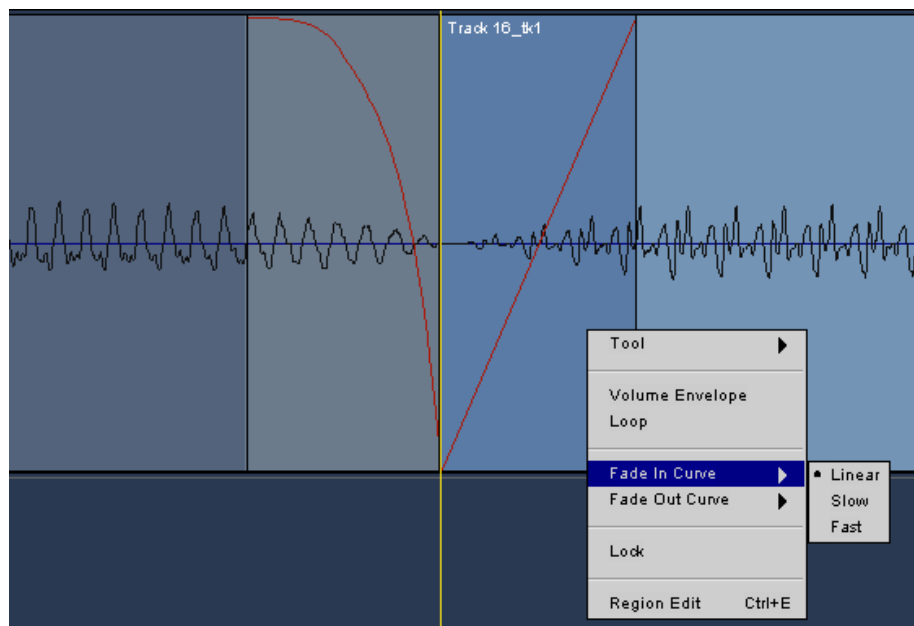 Track 16_tk1
Tool
Volume Envelope
Loop
Fade In Curve
Linear
Fade Out Curve
Slow
Fast
Lock
Region Edit Ctrl+E